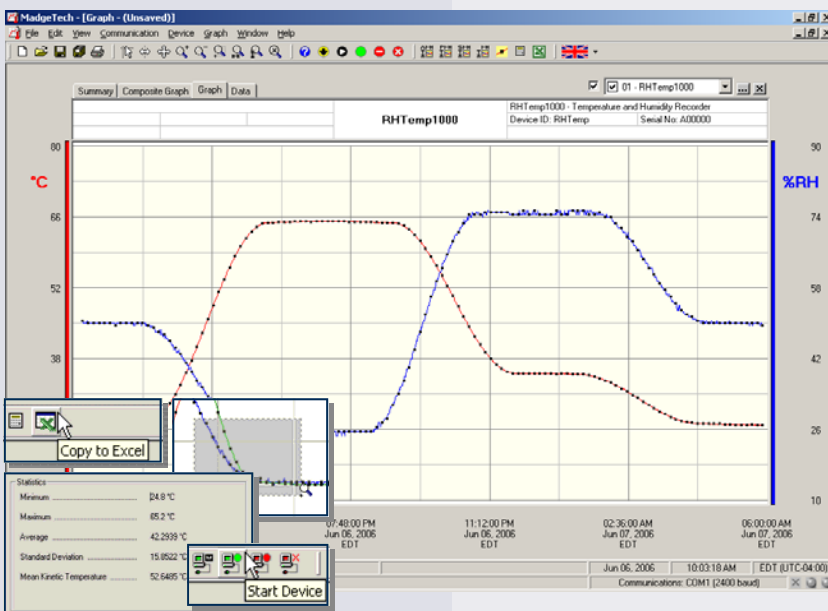 MadgeTech - [Graph - (Unsaved)]
File Edit View Communication Device Graph Window Help
Summary Composite Graph Graph Data
01 - RHTemp1000
RHTemp1000
RHTemp1000 - Temperature and Humidity Recorder
Device ID: RHTemp Serial No: A00000
80 90
°C %RH
66 74
52 58
38 42
26 26
10
Copy to Excel
Statistics
Minimum 24.8 °C
Maximum 65.2 °C
Average 42.2939 °C
Standard Deviation 15.8522 °C
Mean Kinetic Temperature 52.6485 °C
Start Device
07:48:00 PM 11:12:00 PM 02:36:00 AM 06:00:00 AM
Jun 06, 2006 Jun 06, 2006 Jun 07, 2006 Jun 07, 2006
EDT EDT EDT EDT
Jun 06, 2006 10:03:18 AM EDT (UTC-04:00)
Communications: COM1 (2400 baud)